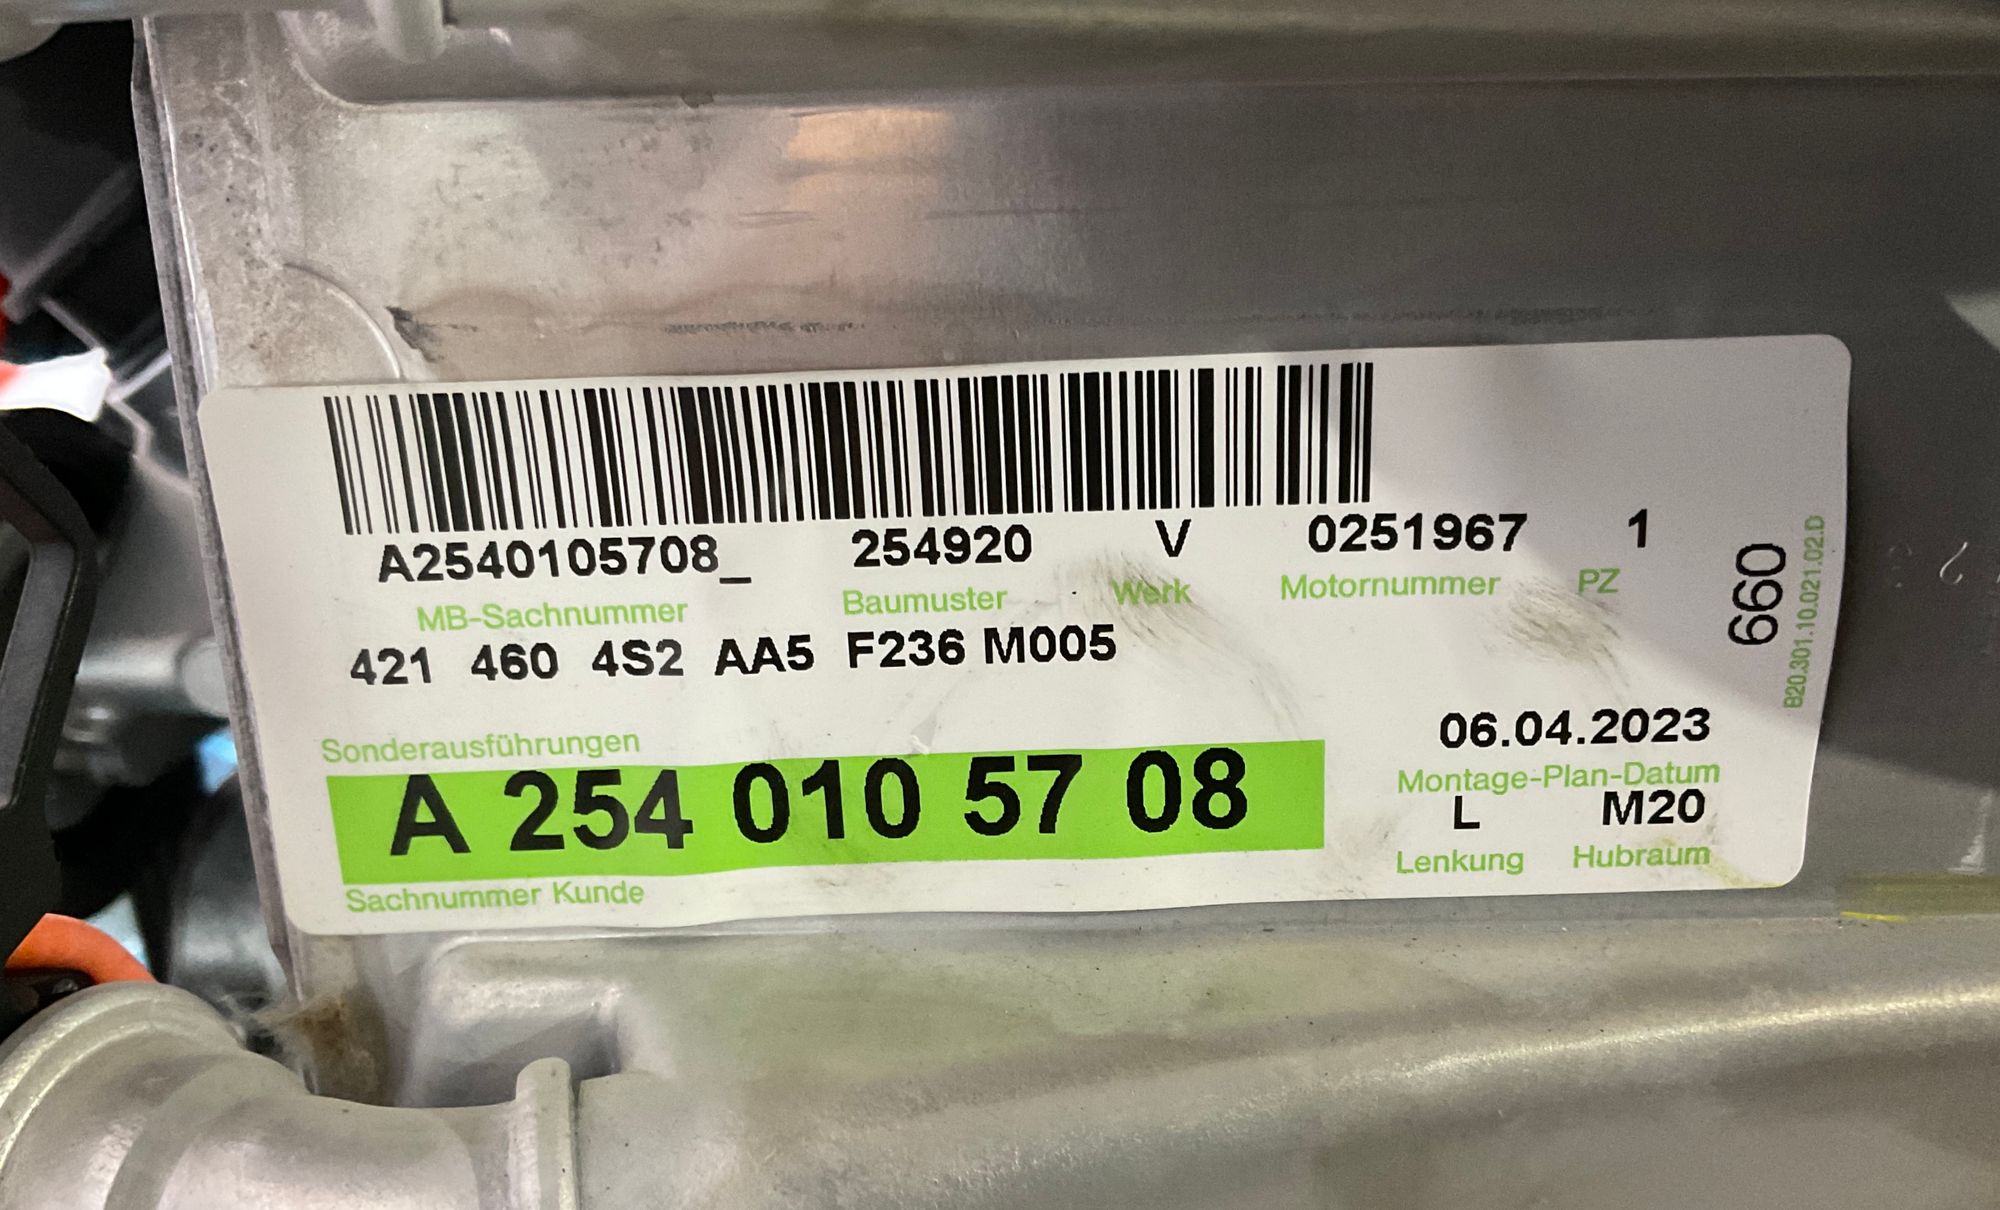 A2540105708_ 254920 V 0251967 1
MB-Sachnummer Baumuster Werk Motornummer PZ
421 460 4S2 AA5 F236 M005
Sonderausführungen
06.04.2023
Montage-Plan-Datum
A 254 010 57 08
L M20
Lenkung Hubraum
Sachnummer Kunde
660
B20.301.10.021.02.D